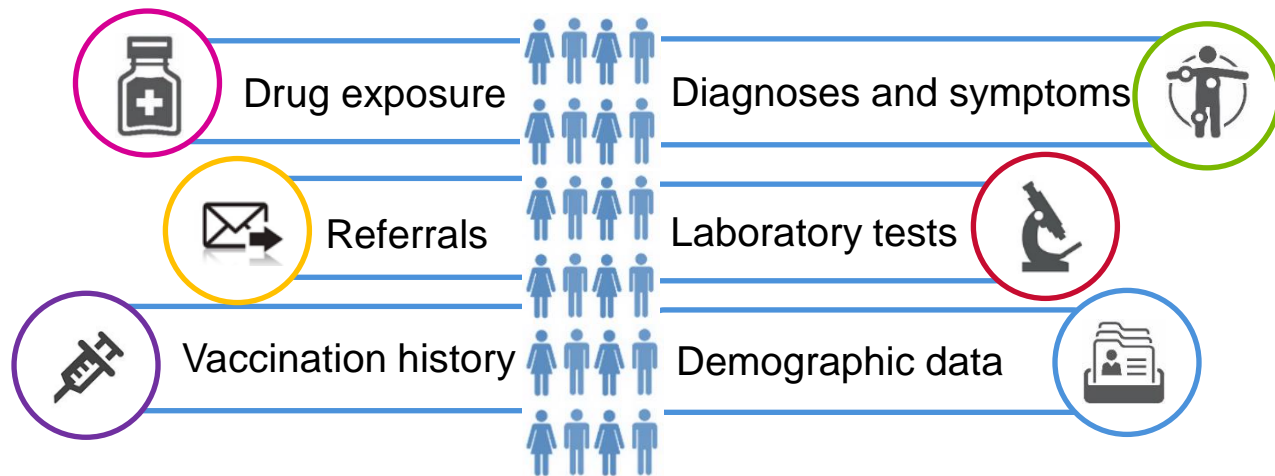 Drug exposure
Diagnoses and symptoms
Referrals
Laboratory tests
Vaccination history
Demographic data